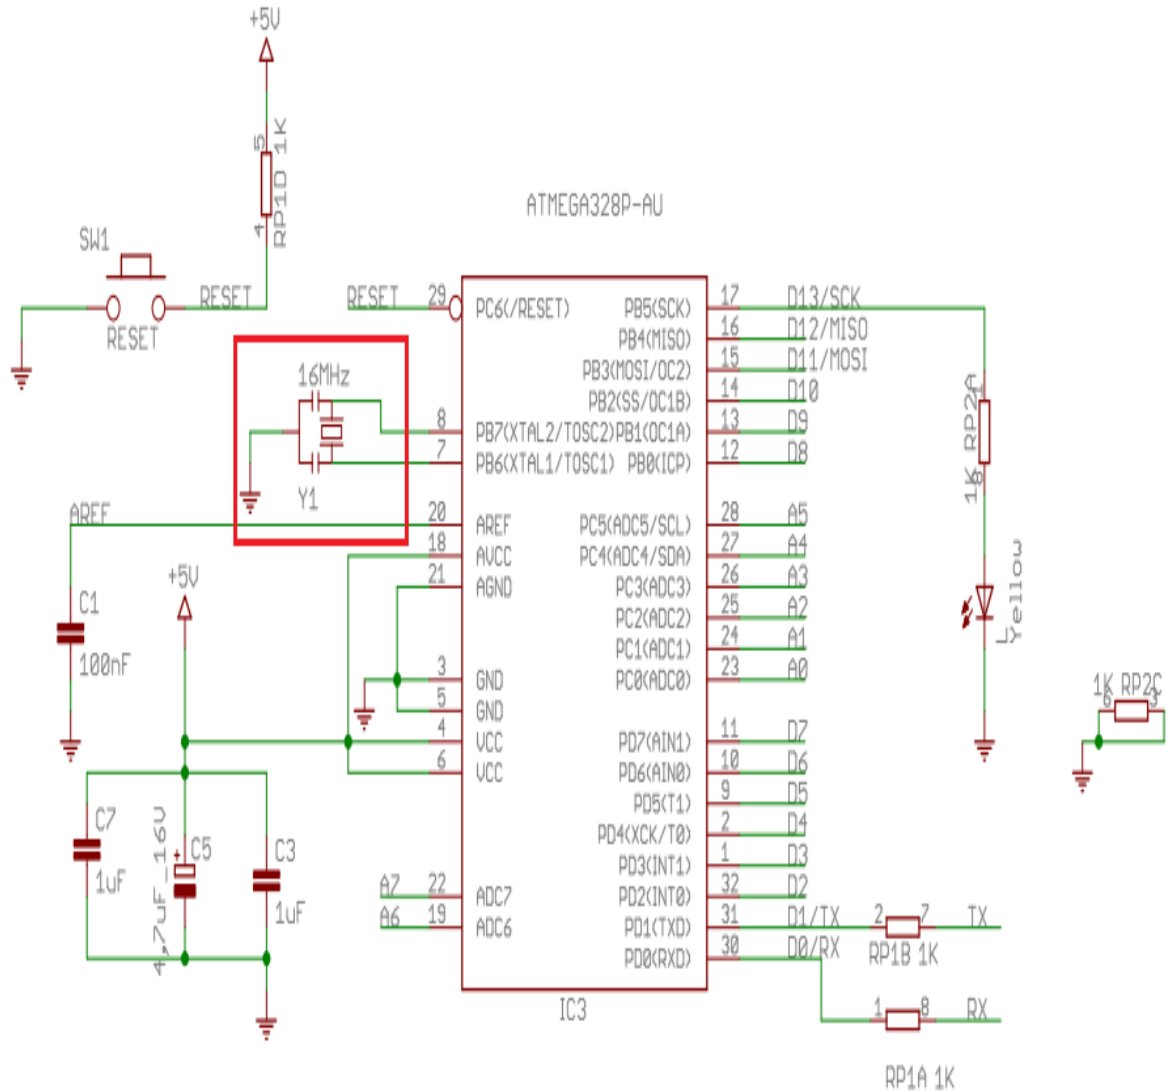 +5V
5
RP1D 1K
4
ATMEGA328P-AU
SW1
RESET
RESET
RESET 29 PC6(/RESET)
PB5(SCK) 17 D13/SCK
PB4(MISO) 16 D12/MISO
PB3(MOSI/OC2) 15 D11/MOSI
PB2(SS/OC1B) 14 D10
16MHz
8 PB7(XTAL2/TOSC2) PB1(OC1A) 13 D9
7 PB6(XTAL1/TOSC1) PB0(ICP) 12 D8
Y1
1K RP2A
8
AREF 20 AREF
PC5(ADC5/SCL) 28 A5
18 AVCC
PC4(ADC4/SDA) 27 A4
21 AGND
PC3(ADC3) 26 A3
PC2(ADC2) 25 A2
PC1(ADC1) 24 A1
PC0(ADC0) 23 A0
L
Yellow
+5V
C1
100nF
3 GND
5 GND
4 VCC
6 VCC
1K RP2C
6 3
PD7(AIN1) 11 D7
PD6(AIN0) 10 D6
PD5(T1) 9 D5
PD4(XCK/T0) 2 D4
PD3(INT1) 1 D3
PD2(INT0) 32 D2
PD1(TXD) 31 D1/TX 2 7 TX
RP1B 1K
PD0(RXD) 30 D0/RX
1 8 RX
RP1A 1K
C7
1uF
4,7uF_16V
+
C5
C3
1uF
A7 22 ADC7
A6 19 ADC6
IC3